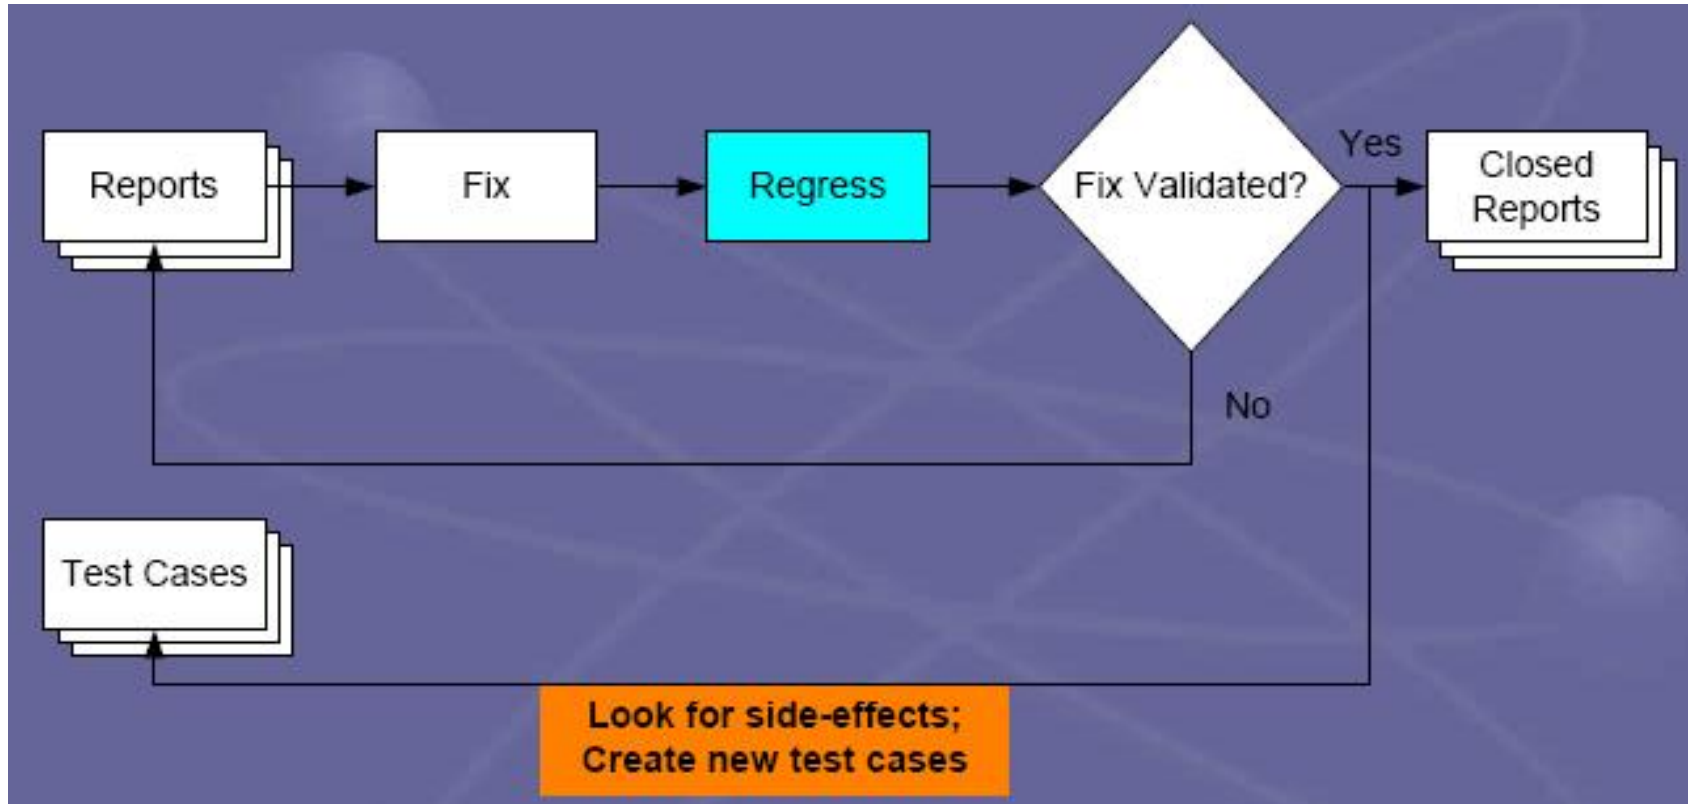 Reports
Fix
Regress
Fix Validated?
Yes
Closed
Reports
No
Test Cases
Look for side-effects;
Create new test cases